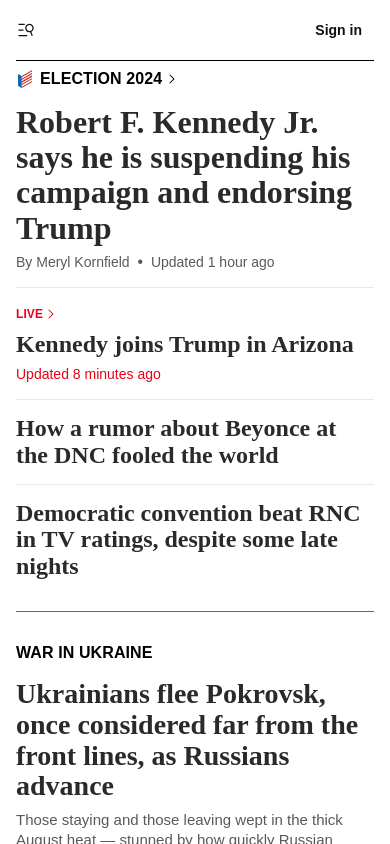 Sign in
ELECTION 2024
Robert F. Kennedy Jr.
says he is suspending his
campaign and endorsing
Trump
By Meryl Kornfield • Updated 1 hour ago
LIVE
Kennedy joins Trump in Arizona
Updated 8 minutes ago
How a rumor about Beyonce at
the DNC fooled the world
Democratic convention beat RNC
in TV ratings, despite some late
nights
WAR IN UKRAINE
Ukrainians flee Pokrovsk,
once considered far from the
front lines, as Russians
advance
Those staying and those leaving wept in the thick
August heat — stunned by how quickly Russian